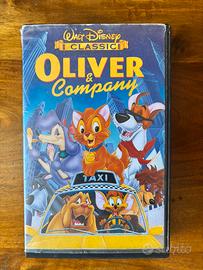 Walt Disney
I CLASSICI
OLIVER
& Company
TAXI
subito